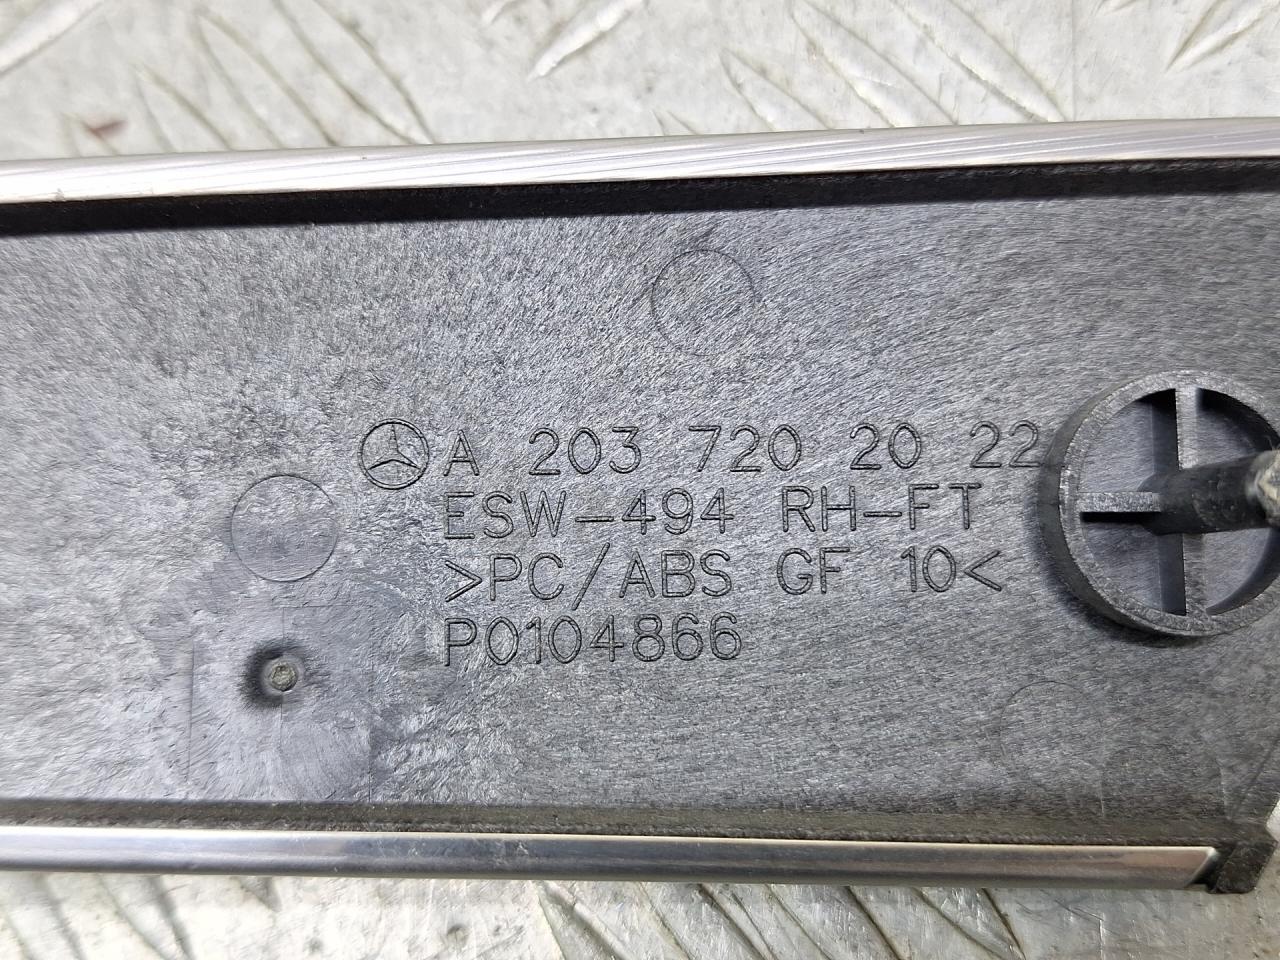 A 203 720 20 22
ESW-494 RH-FT
>PC/ABS GF 10<
P0104866